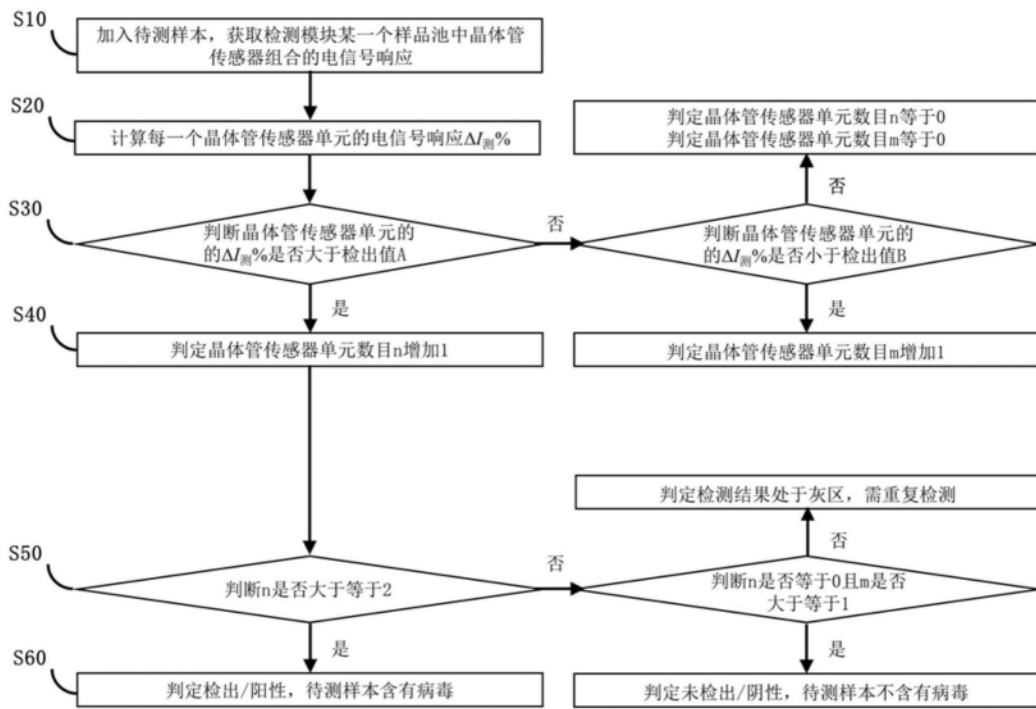 S10
加入待测样本，获取检测模块某一个样品池中晶体管
传感器组合的电信号响应
S20
计算每一个晶体管传感器单元的电信号响应ΔI测%
判定晶体管传感器单元数目n等于0
判定晶体管传感器单元数目m等于0
否
S30
判断晶体管传感器单元的
的ΔI测%是否大于检出值A
否
判断晶体管传感器单元的
的ΔI测%是否小于检出值B
是
是
S40
判定晶体管传感器单元数目n增加1
判定晶体管传感器单元数目m增加1
判定检测结果处于灰区，需重复检测
否
S50
判断n是否大于等于2
否
判断n是否等于0且m是否
大于等于1
是
是
S60
判定检出/阳性，待测样本含有病毒
判定未检出/阴性，待测样本不含有病毒